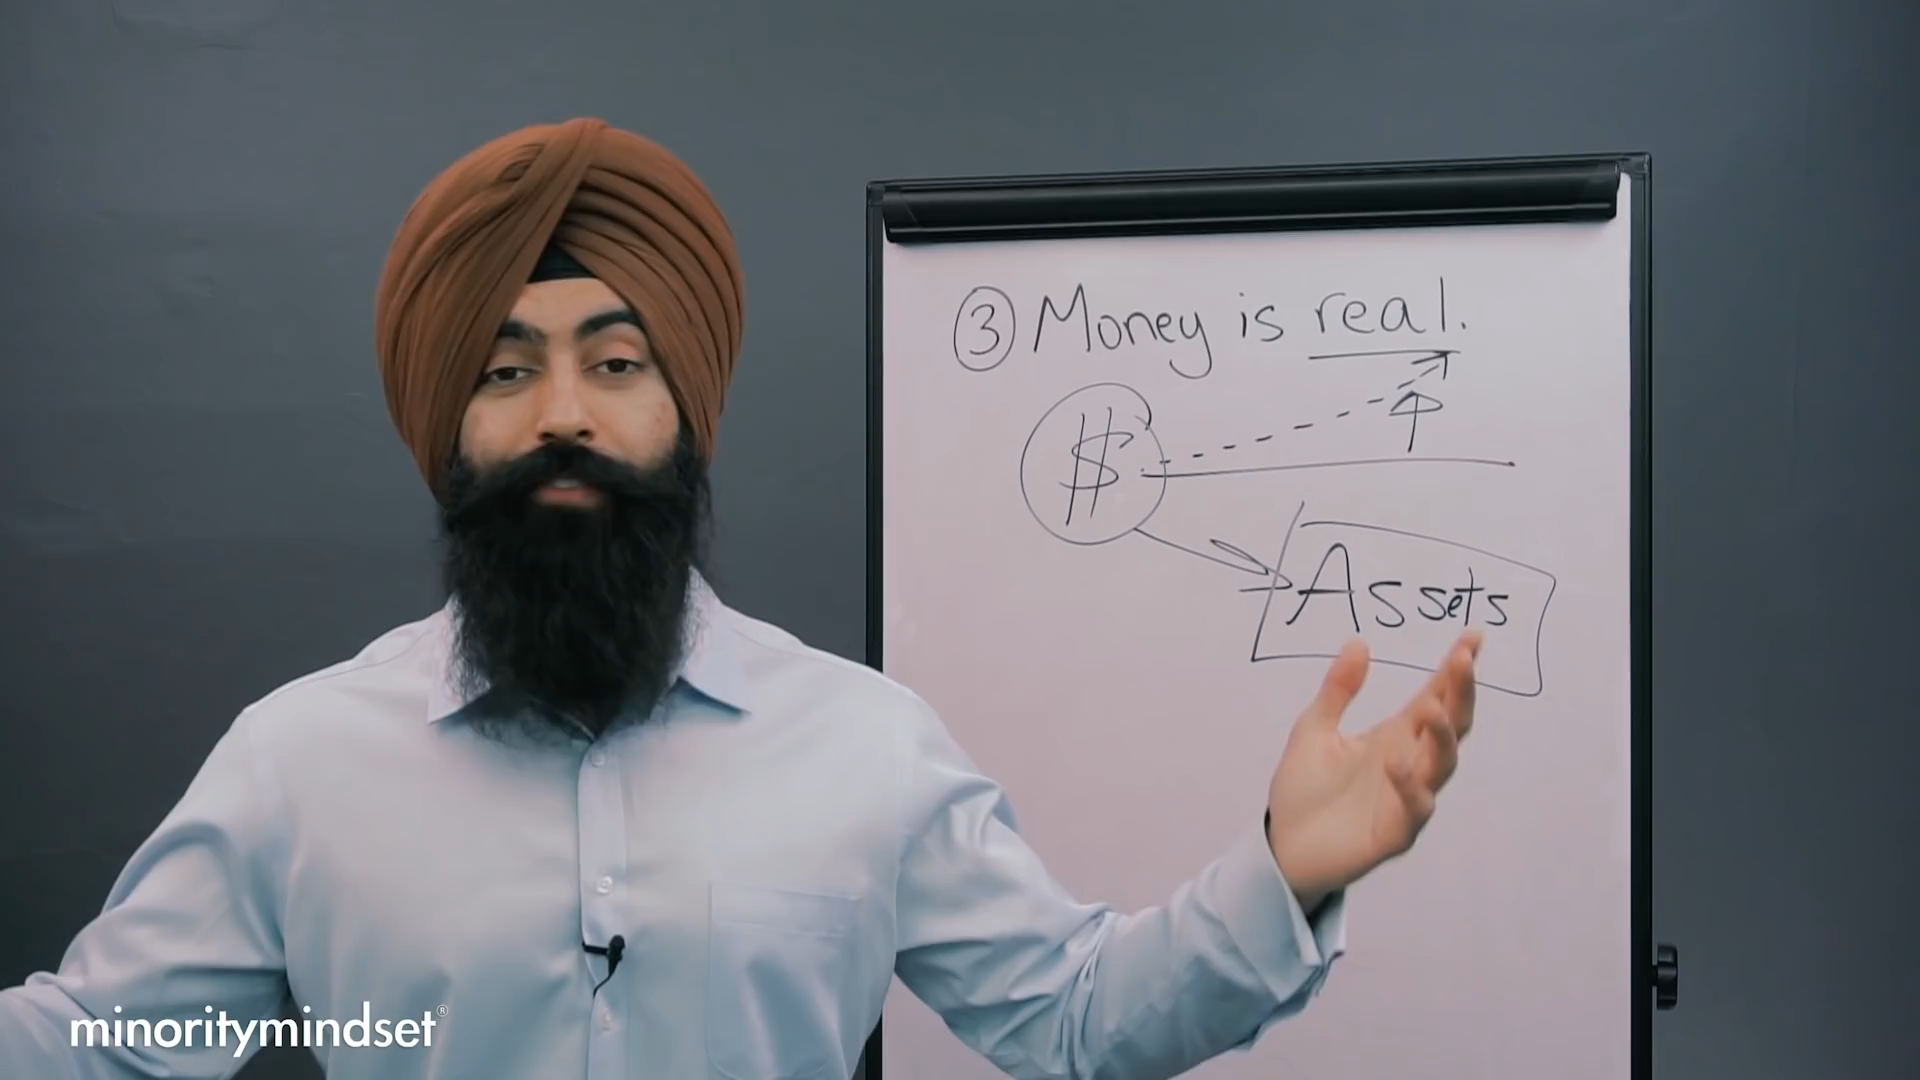 ③ Money is real.
$
Assets
minoritymindset®